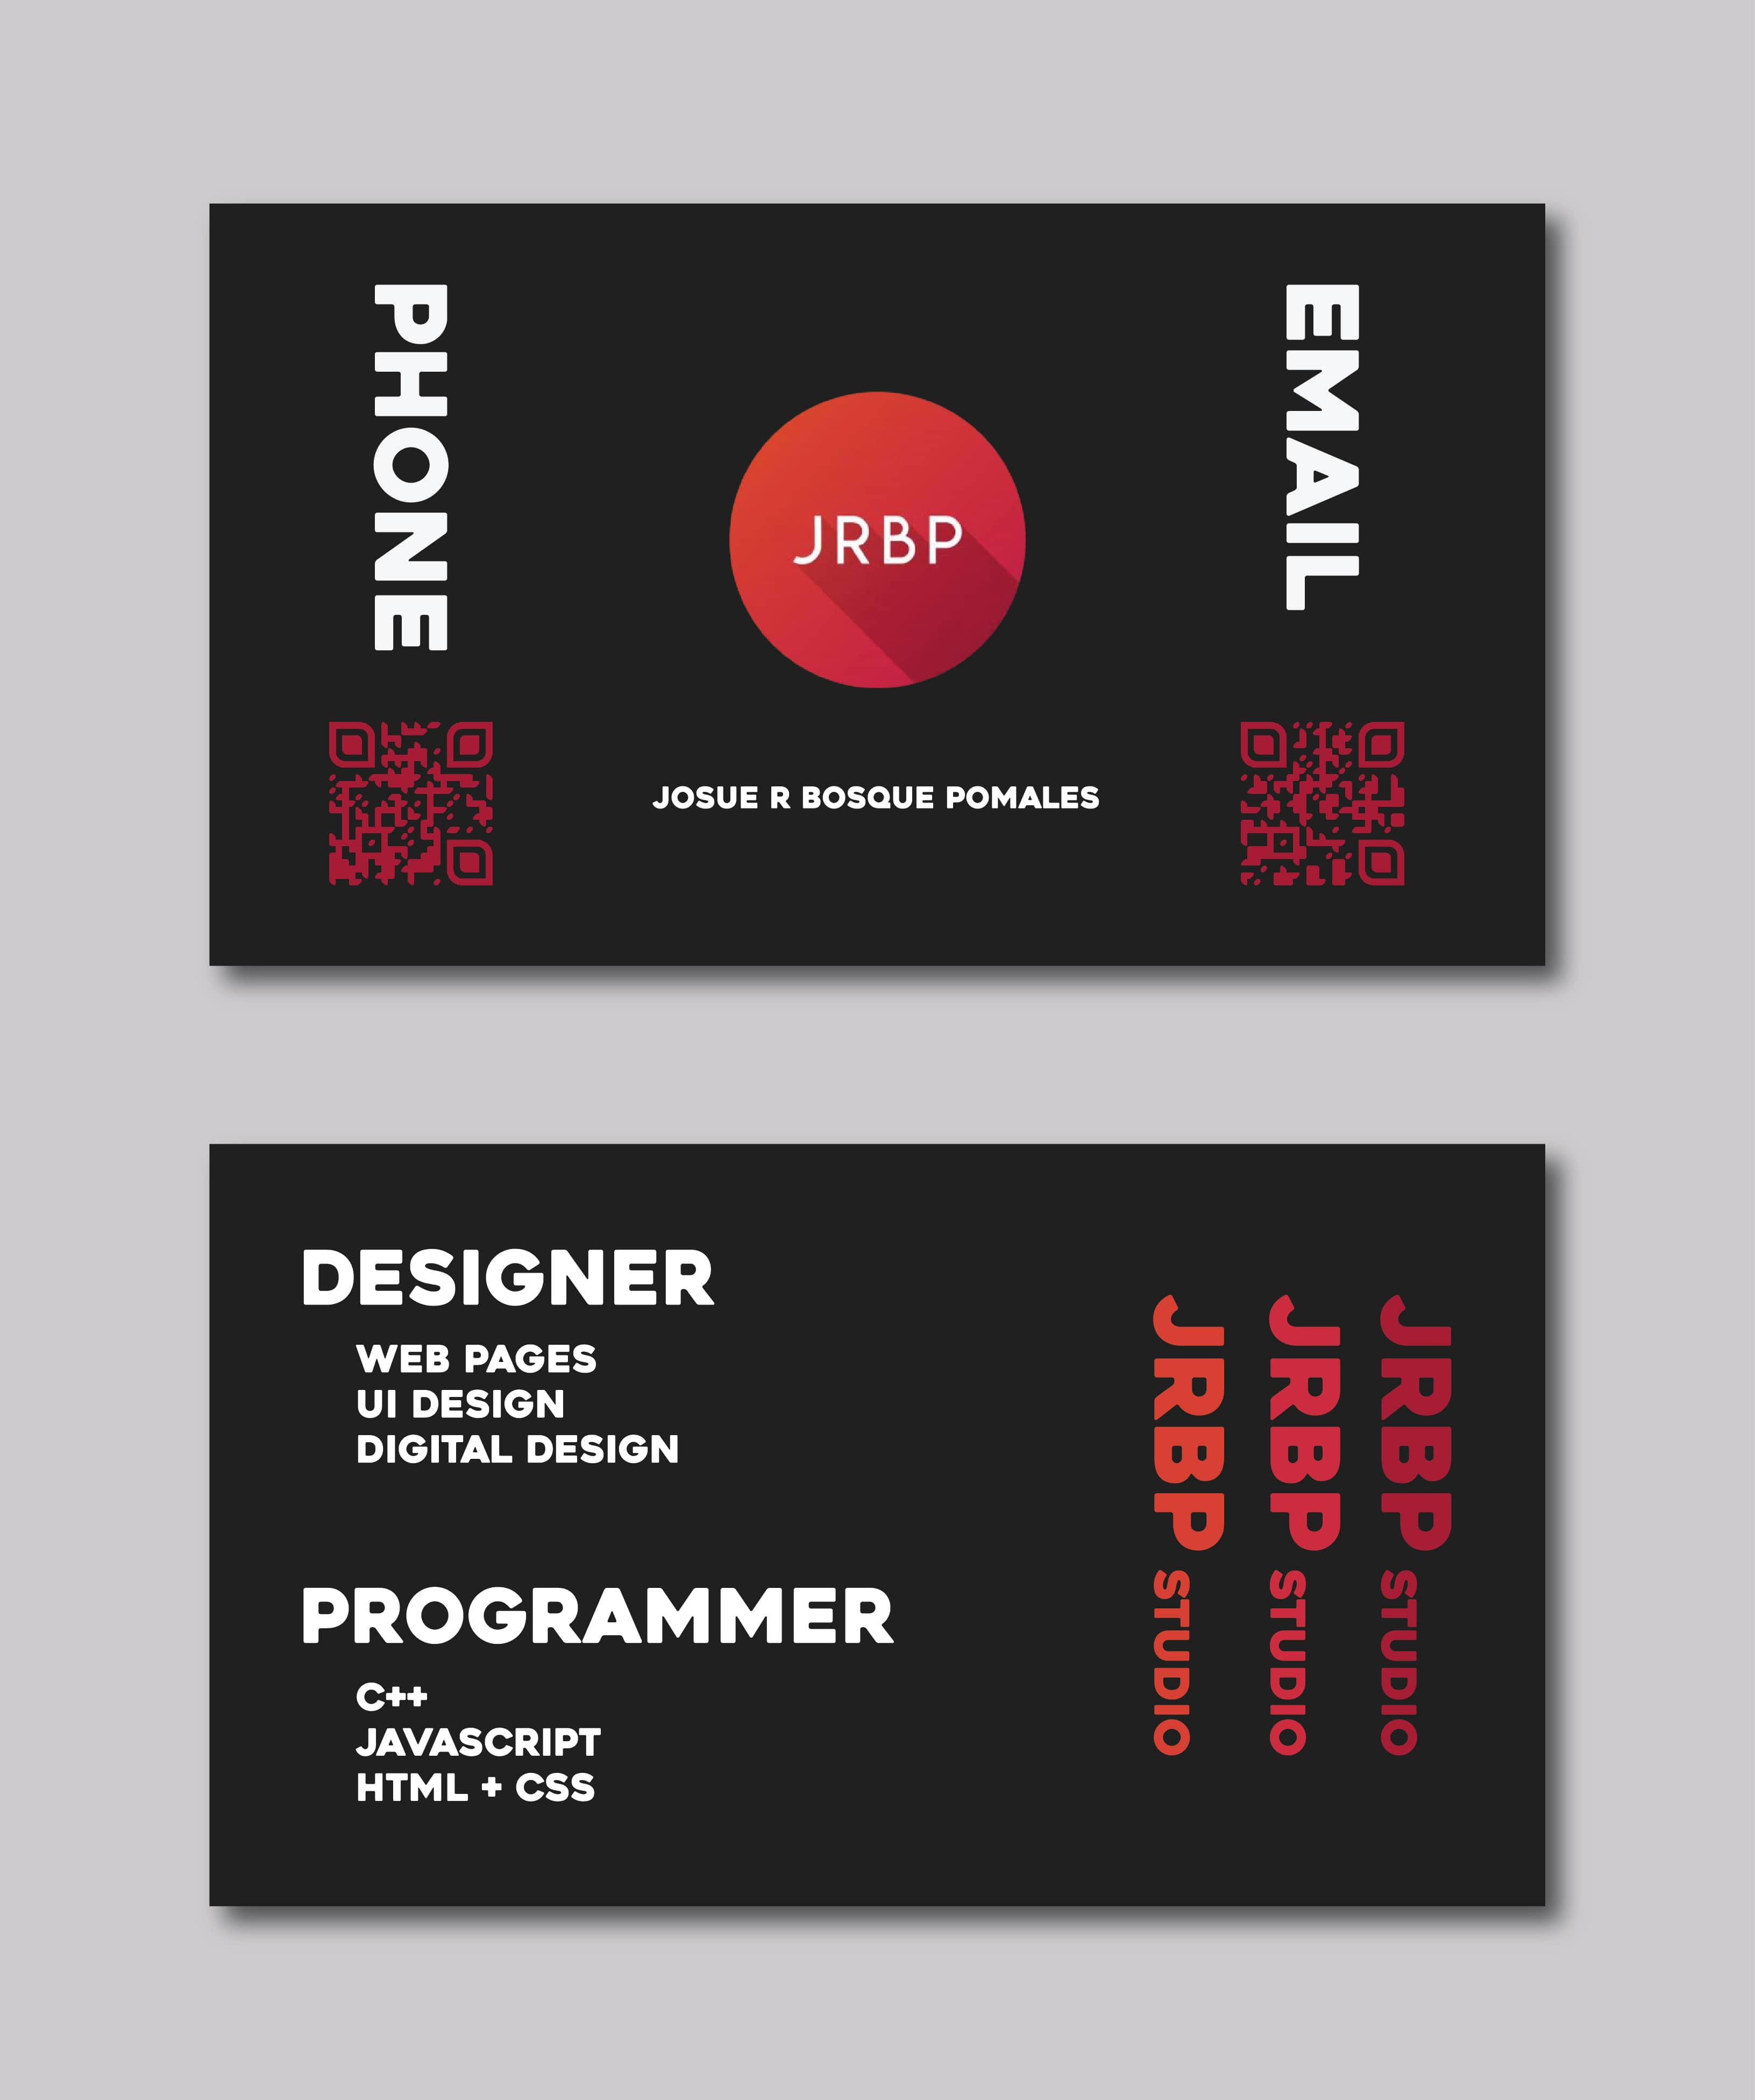 PHONE
EMAIL
JRBP
JOSUE R BOSQUE POMALES
DESIGNER
WEB PAGES
UI DESIGN
DIGITAL DESIGN
PROGRAMMER
C++
JAVASCRIPT
HTML + CSS
JRBP STUDIO
JRBP STUDIO
JRBP STUDIO